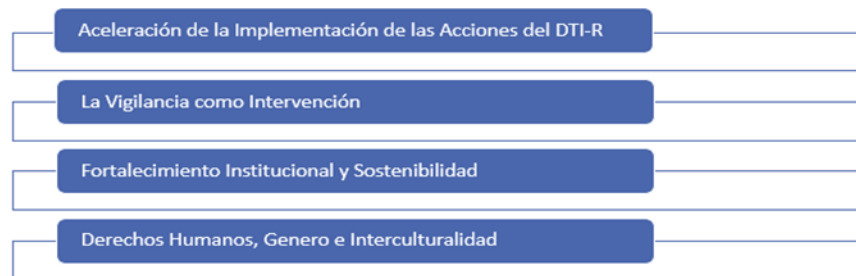 Aceleración de la Implementación de las Acciones del DTI-R
La Vigilancia como Intervención
Fortalecimiento Institucional y Sostenibilidad
Derechos Humanos, Genero e Interculturalidad